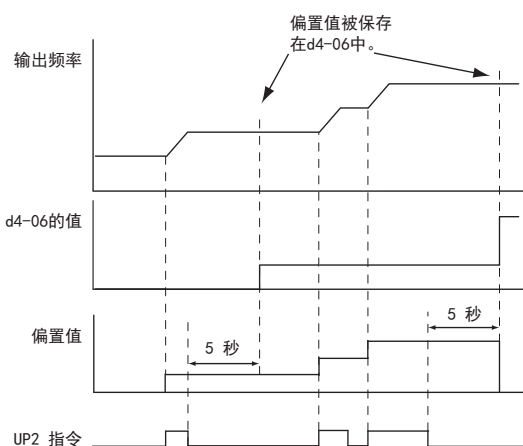 偏置值被保存
在d4-06中。
输出频率
d4-06的值
偏置值
5 秒
5 秒
UP2 指令